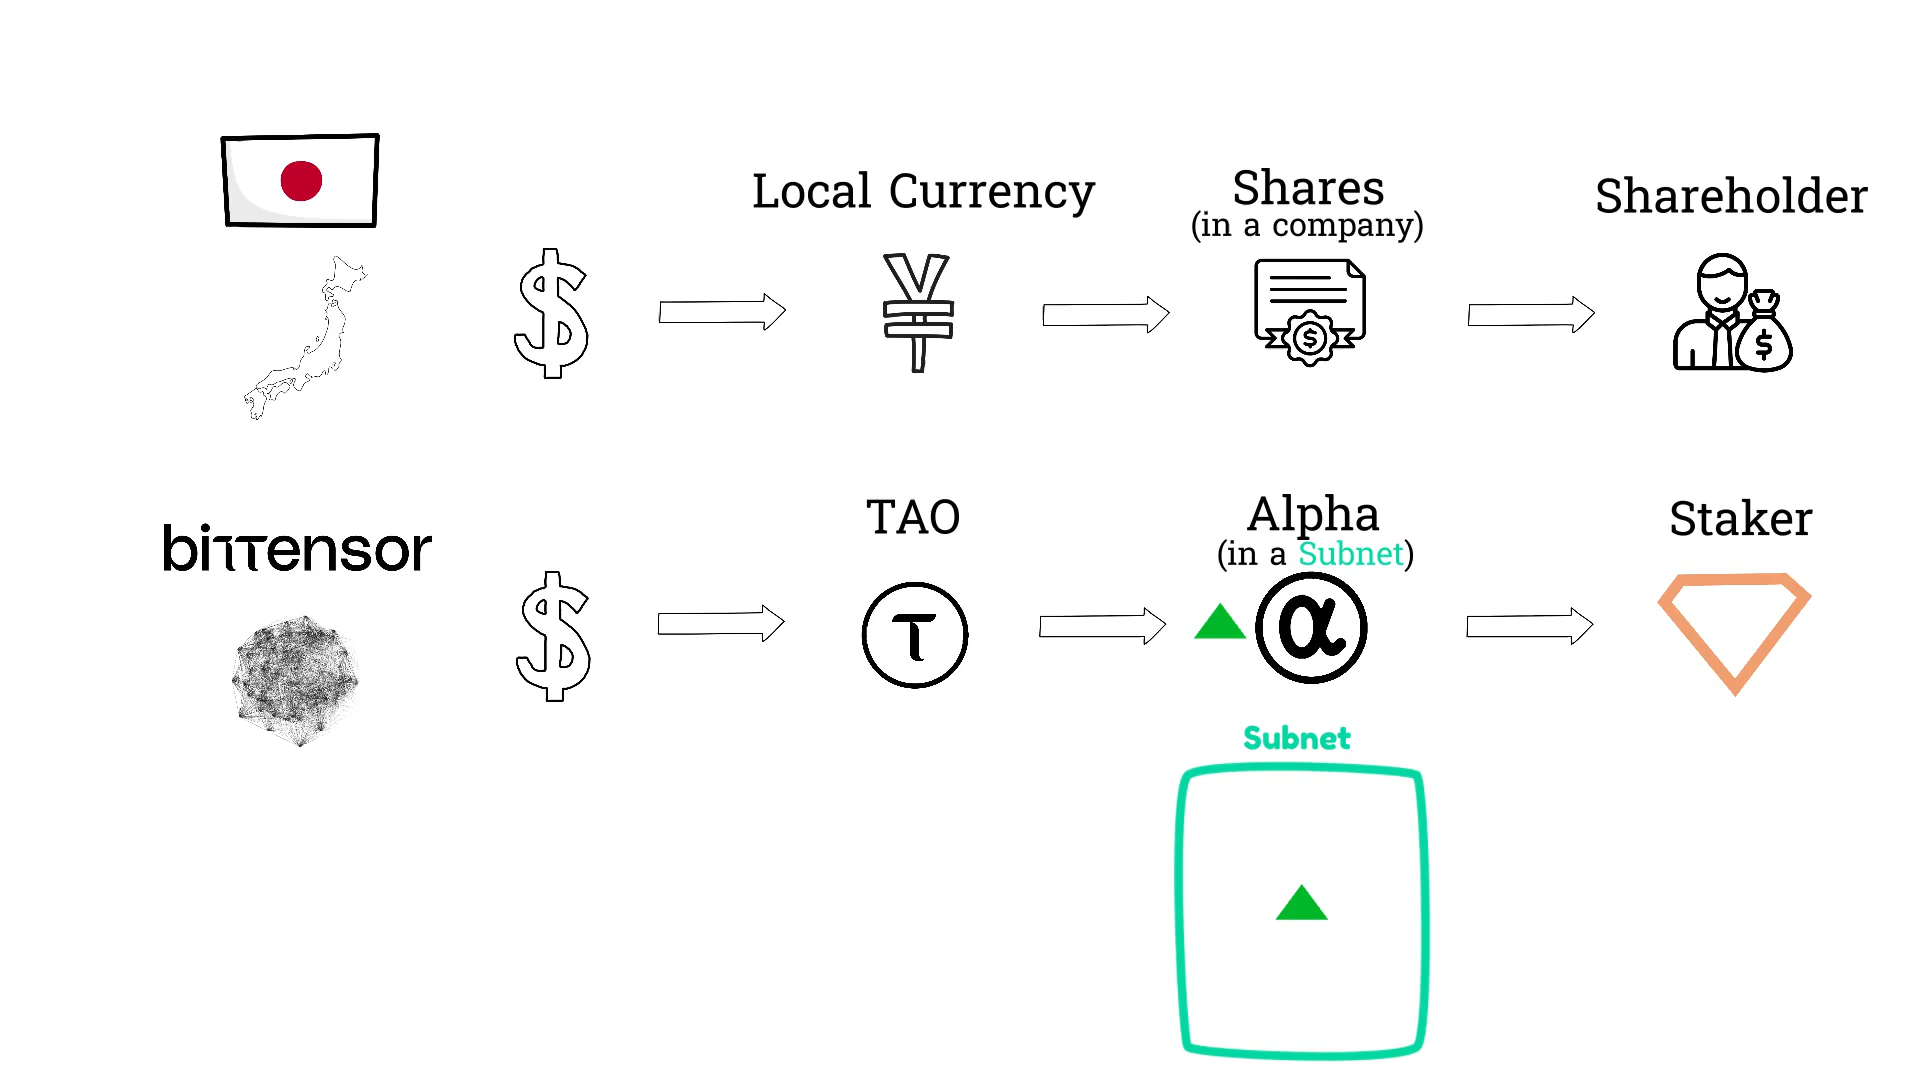 Local Currency
Shares
(in a company)
Shareholder
$
¥
$
$
bittensor
TAO
Alpha
(in a Subnet)
Staker
$
τ
α
Subnet